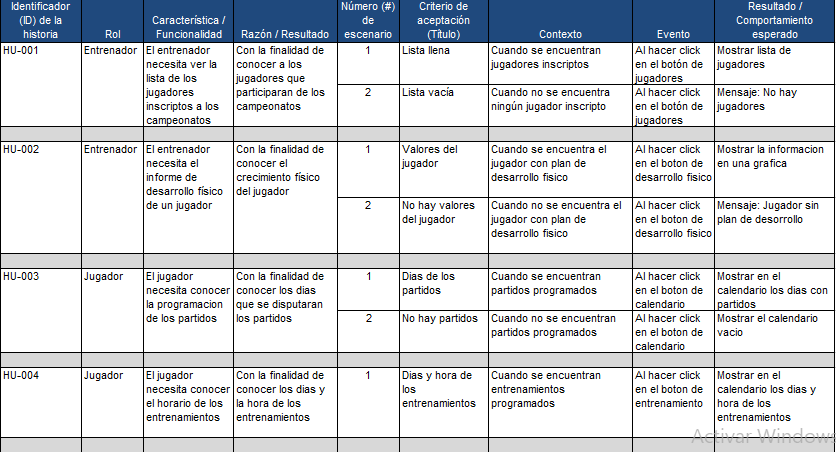 Identificador
(ID) de la
historia
Rol
Característica /
Funcionalidad
Razón / Resultado
Número (#)
de
escenario
Criterio de
aceptación
(Título)
Contexto
Evento
Resultado /
Comportamiento
esperado
HU-001
Entrenador
El entrenador
necesita ver la
lista de los
jugadores
inscriptos a los
campeonatos
Con la finalidad de
conocer a los
jugadores que
participaran de los
campeonatos
1
Lista llena
Cuando se encuentran
jugadores inscriptos
Al hacer click
en el botón de
jugadores
Mostrar lista de
jugadores
2
Lista vacía
Cuando no se encuentra
ningún jugador inscripto
Al hacer click
en el botón de
jugadores
Mensaje: No hay
jugadores
HU-002
Entrenador
El entrenador
necesita el
informe de
desarrollo físico
de un jugador
Con la finalidad de
conocer el
crecimiento físico
del jugador
1
Valores del
jugador
Cuando se encuentra el
jugador con plan de
desarrollo fisico
Al hacer click
en el boton de
desarrollo fisico
Mostrar la informacion
en una grafica
2
No hay valores
del jugador
Cuando no se encuentra el
jugador con plan de
desarrollo fisico
Al hacer click
en el boton de
desarrollo fisico
Mensaje: Jugador sin
plan de desorrollo
HU-003
Jugador
El jugador
necesita conocer
la programacion
de los partidos
Con la finalidad de
conocer los dias
que se disputaran
los partidos
1
Dias de los
partidos
Cuando se encuentran
partidos programados
Al hacer click
en el boton de
calendario
Mostrar en el
calendario los dias con
partidos
2
No hay partidos
Cuando no se encuentran
partidos programados
Al hacer click
en el boton de
calendario
Mostrar el calendario
vacio
HU-004
Jugador
El jugador
necesita conocer
el horario de los
entrenamientos
Con la finalidad de
conocer los dias y
la hora de los
entrenamientos
1
Dias y hora de
los
entrenamientos
Cuando se encuentran
entrenamientos
programados
Al hacer click
en el boton de
entrenamiento
Mostrar en el
calendario los dias y
hora de los
entrenamientos
Activar Windows